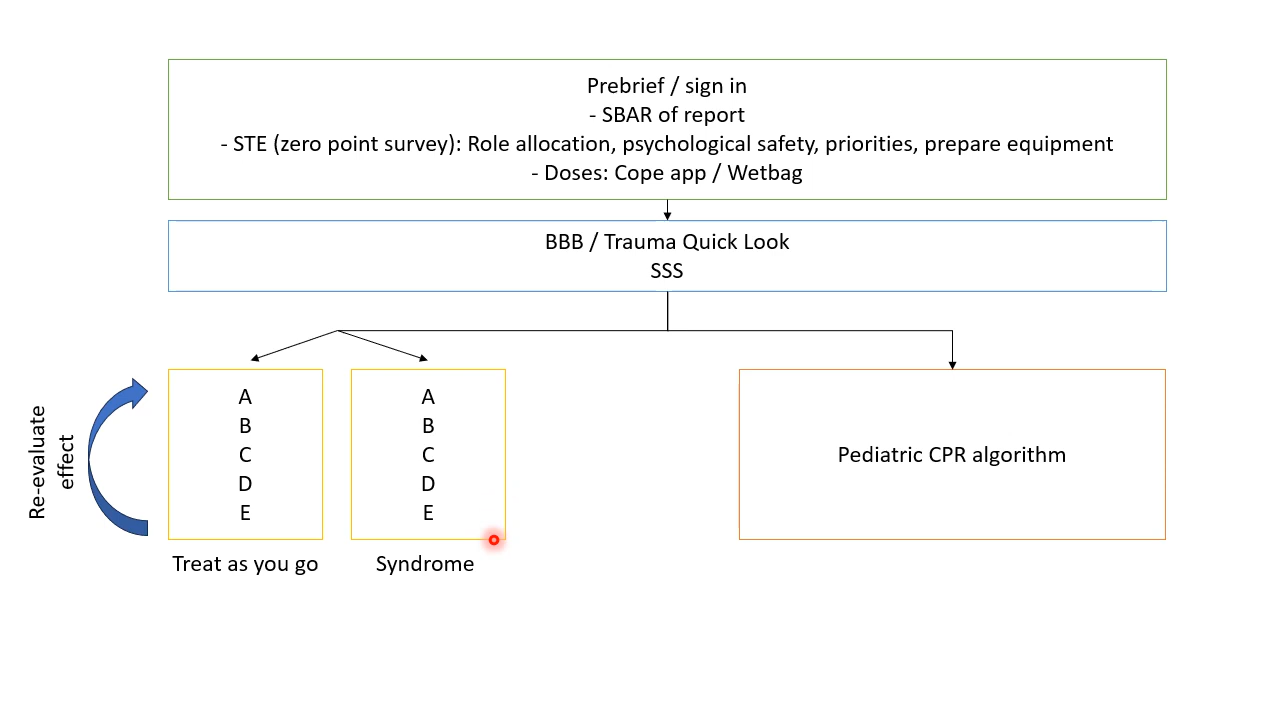 Prebrief / sign in
- SBAR of report
- STE (zero point survey): Role allocation, psychological safety, priorities, prepare equipment
- Doses: Cope app / Wetbag
BBB / Trauma Quick Look
SSS
Re-evaluate
effect
A
B
C
D
E
Treat as you go
A
B
C
D
E
Syndrome
Pediatric CPR algorithm